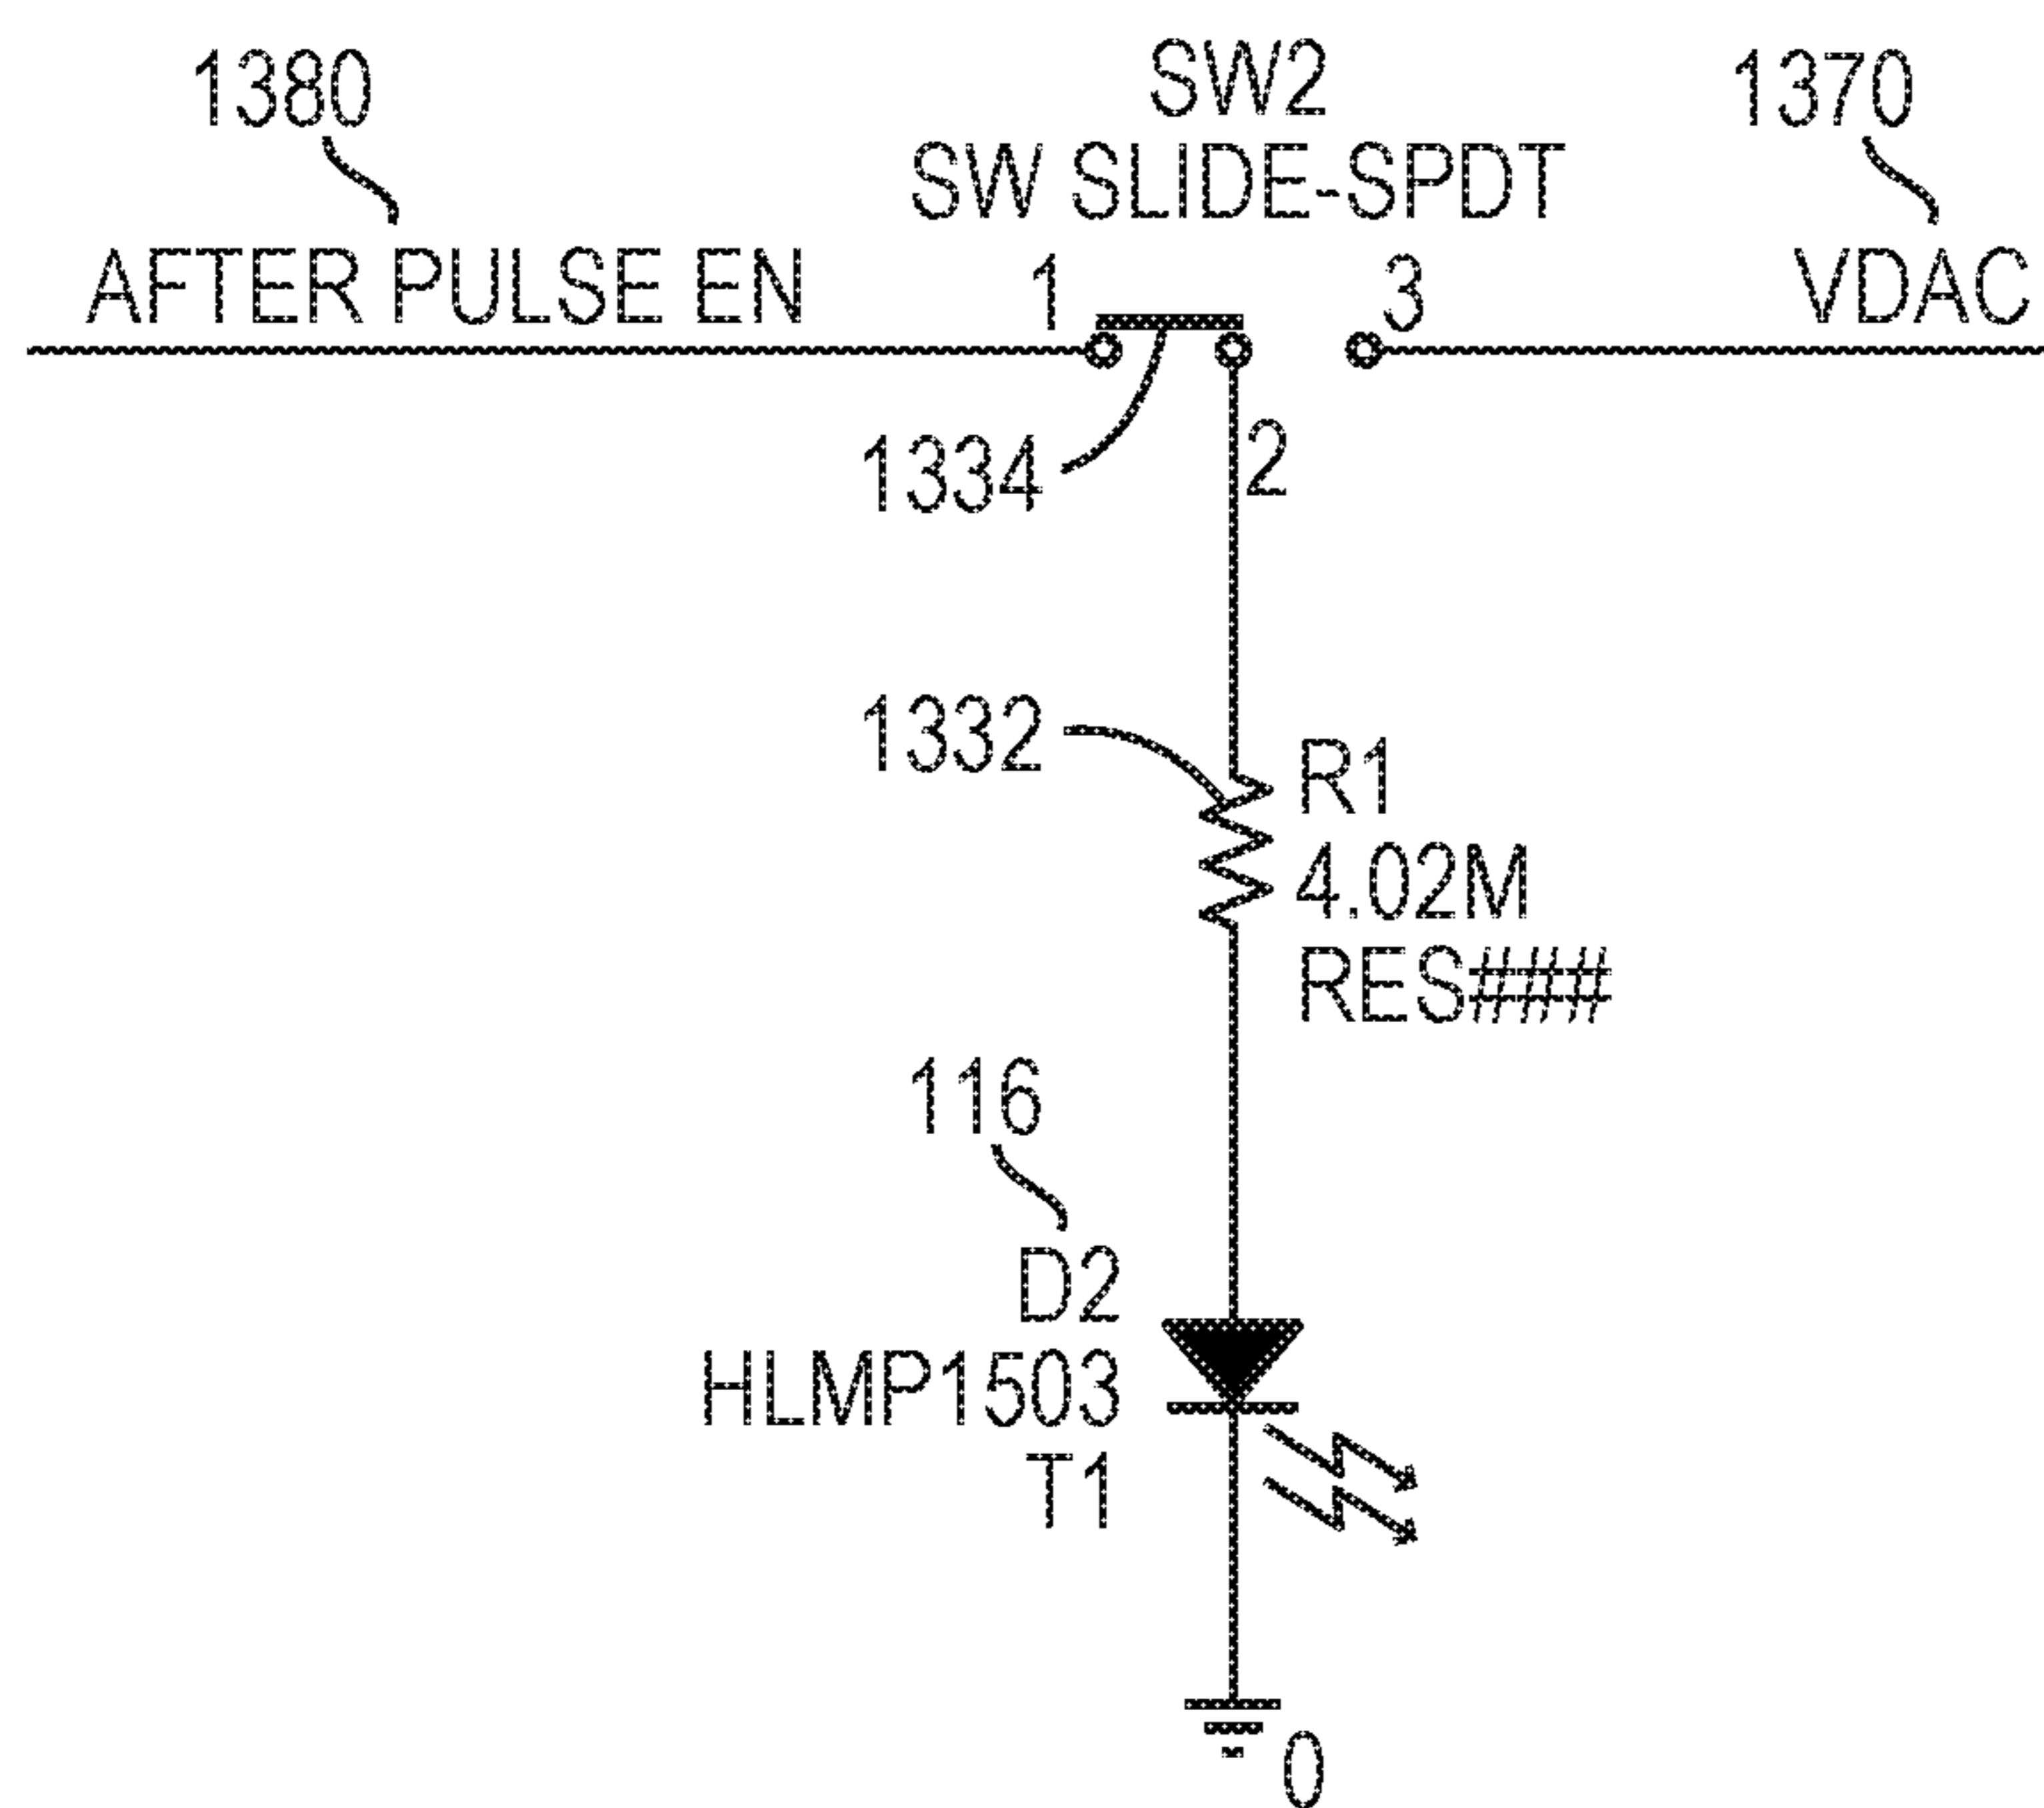 1380
SW2
1370
SW SLIDE-SPDT
AFTER PULSE EN
1
3
VDAC
1334
2
1332
R1
4.02M
RES###
116
D2
HLMP1503
T1
0